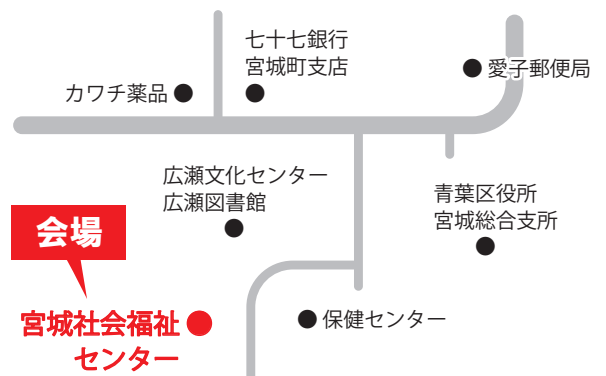 七十七銀行
宮城町支店
愛子郵便局
カワチ薬品
広瀬文化センター
広瀬図書館
青葉区役所
宮城総合支所
会場
宮城社会福祉
センター
保健センター